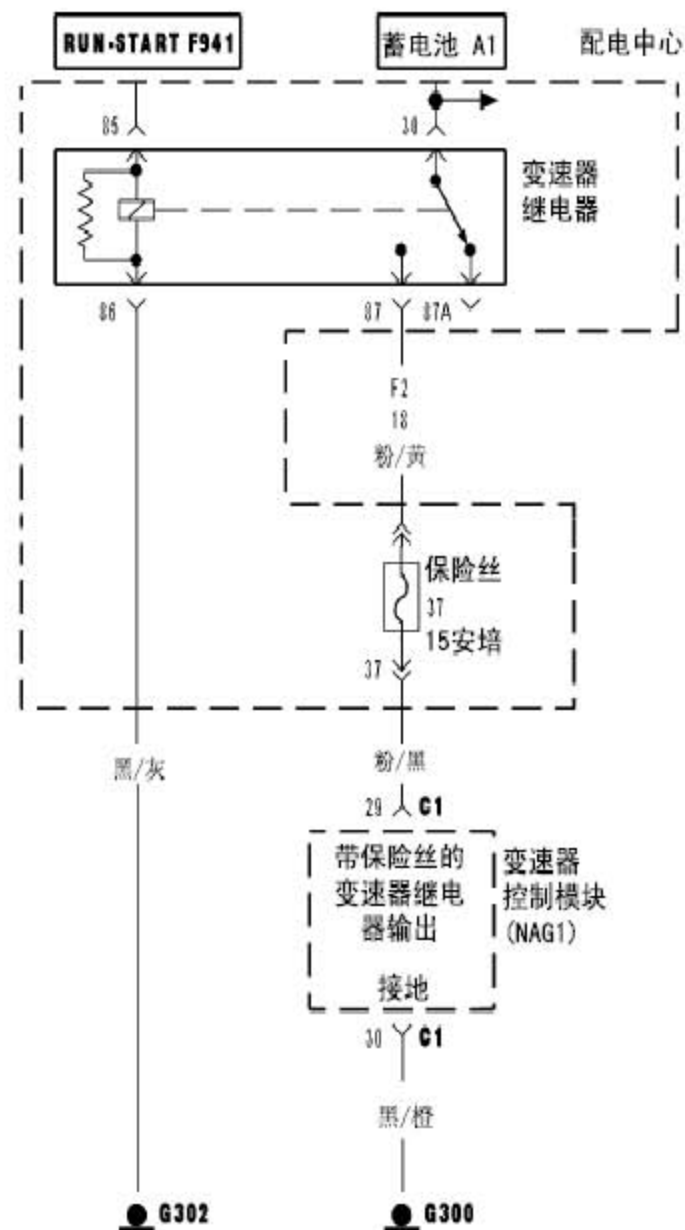 RUN-START F941
蓄电池 A1
配电中心
85
30
变速器
继电器
86
87
87A
F2
18
粉/黄
保险丝
37
15安培
37
黑/灰
粉/黑
29
C1
带保险丝的
变速器继电
器输出
变速器
控制模块
(NAG1)
接地
30
C1
黑/橙
G302
G300